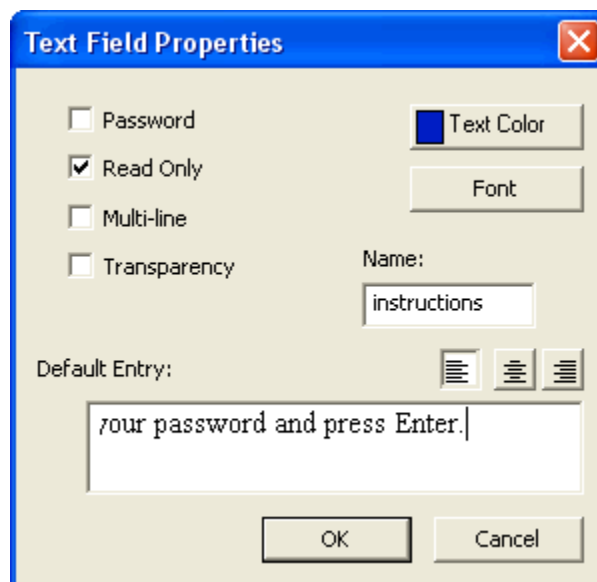 Text Field Properties
Password
Text Color
Read Only
Font
Multi-line
Transparency
Name:
instructions
Default Entry:
your password and press Enter.
OK
Cancel